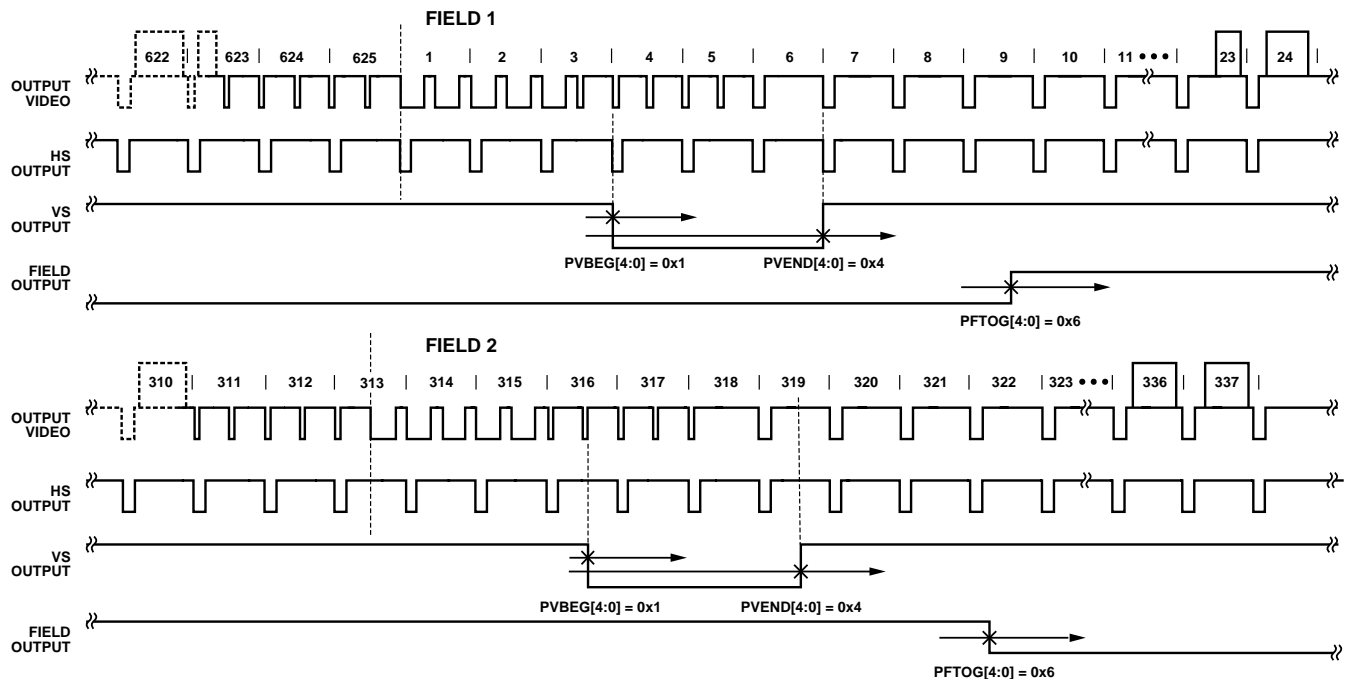 FIELD 1
622 623 624 625 1 2 3 4 5 6 7 8 9 10 11 ••• 23 24
OUTPUT
VIDEO
HS
OUTPUT
VS
OUTPUT
PVBEG[4:0] = 0x1 PVEND[4:0] = 0x4
FIELD
OUTPUT
PFTOG[4:0] = 0x6
FIELD 2
310 311 312 313 314 315 316 317 318 319 320 321 322 323 ••• 336 337
OUTPUT
VIDEO
HS
OUTPUT
VS
OUTPUT
PVBEG[4:0] = 0x1 PVEND[4:0] = 0x4
FIELD
OUTPUT
PFTOG[4:0] = 0x6